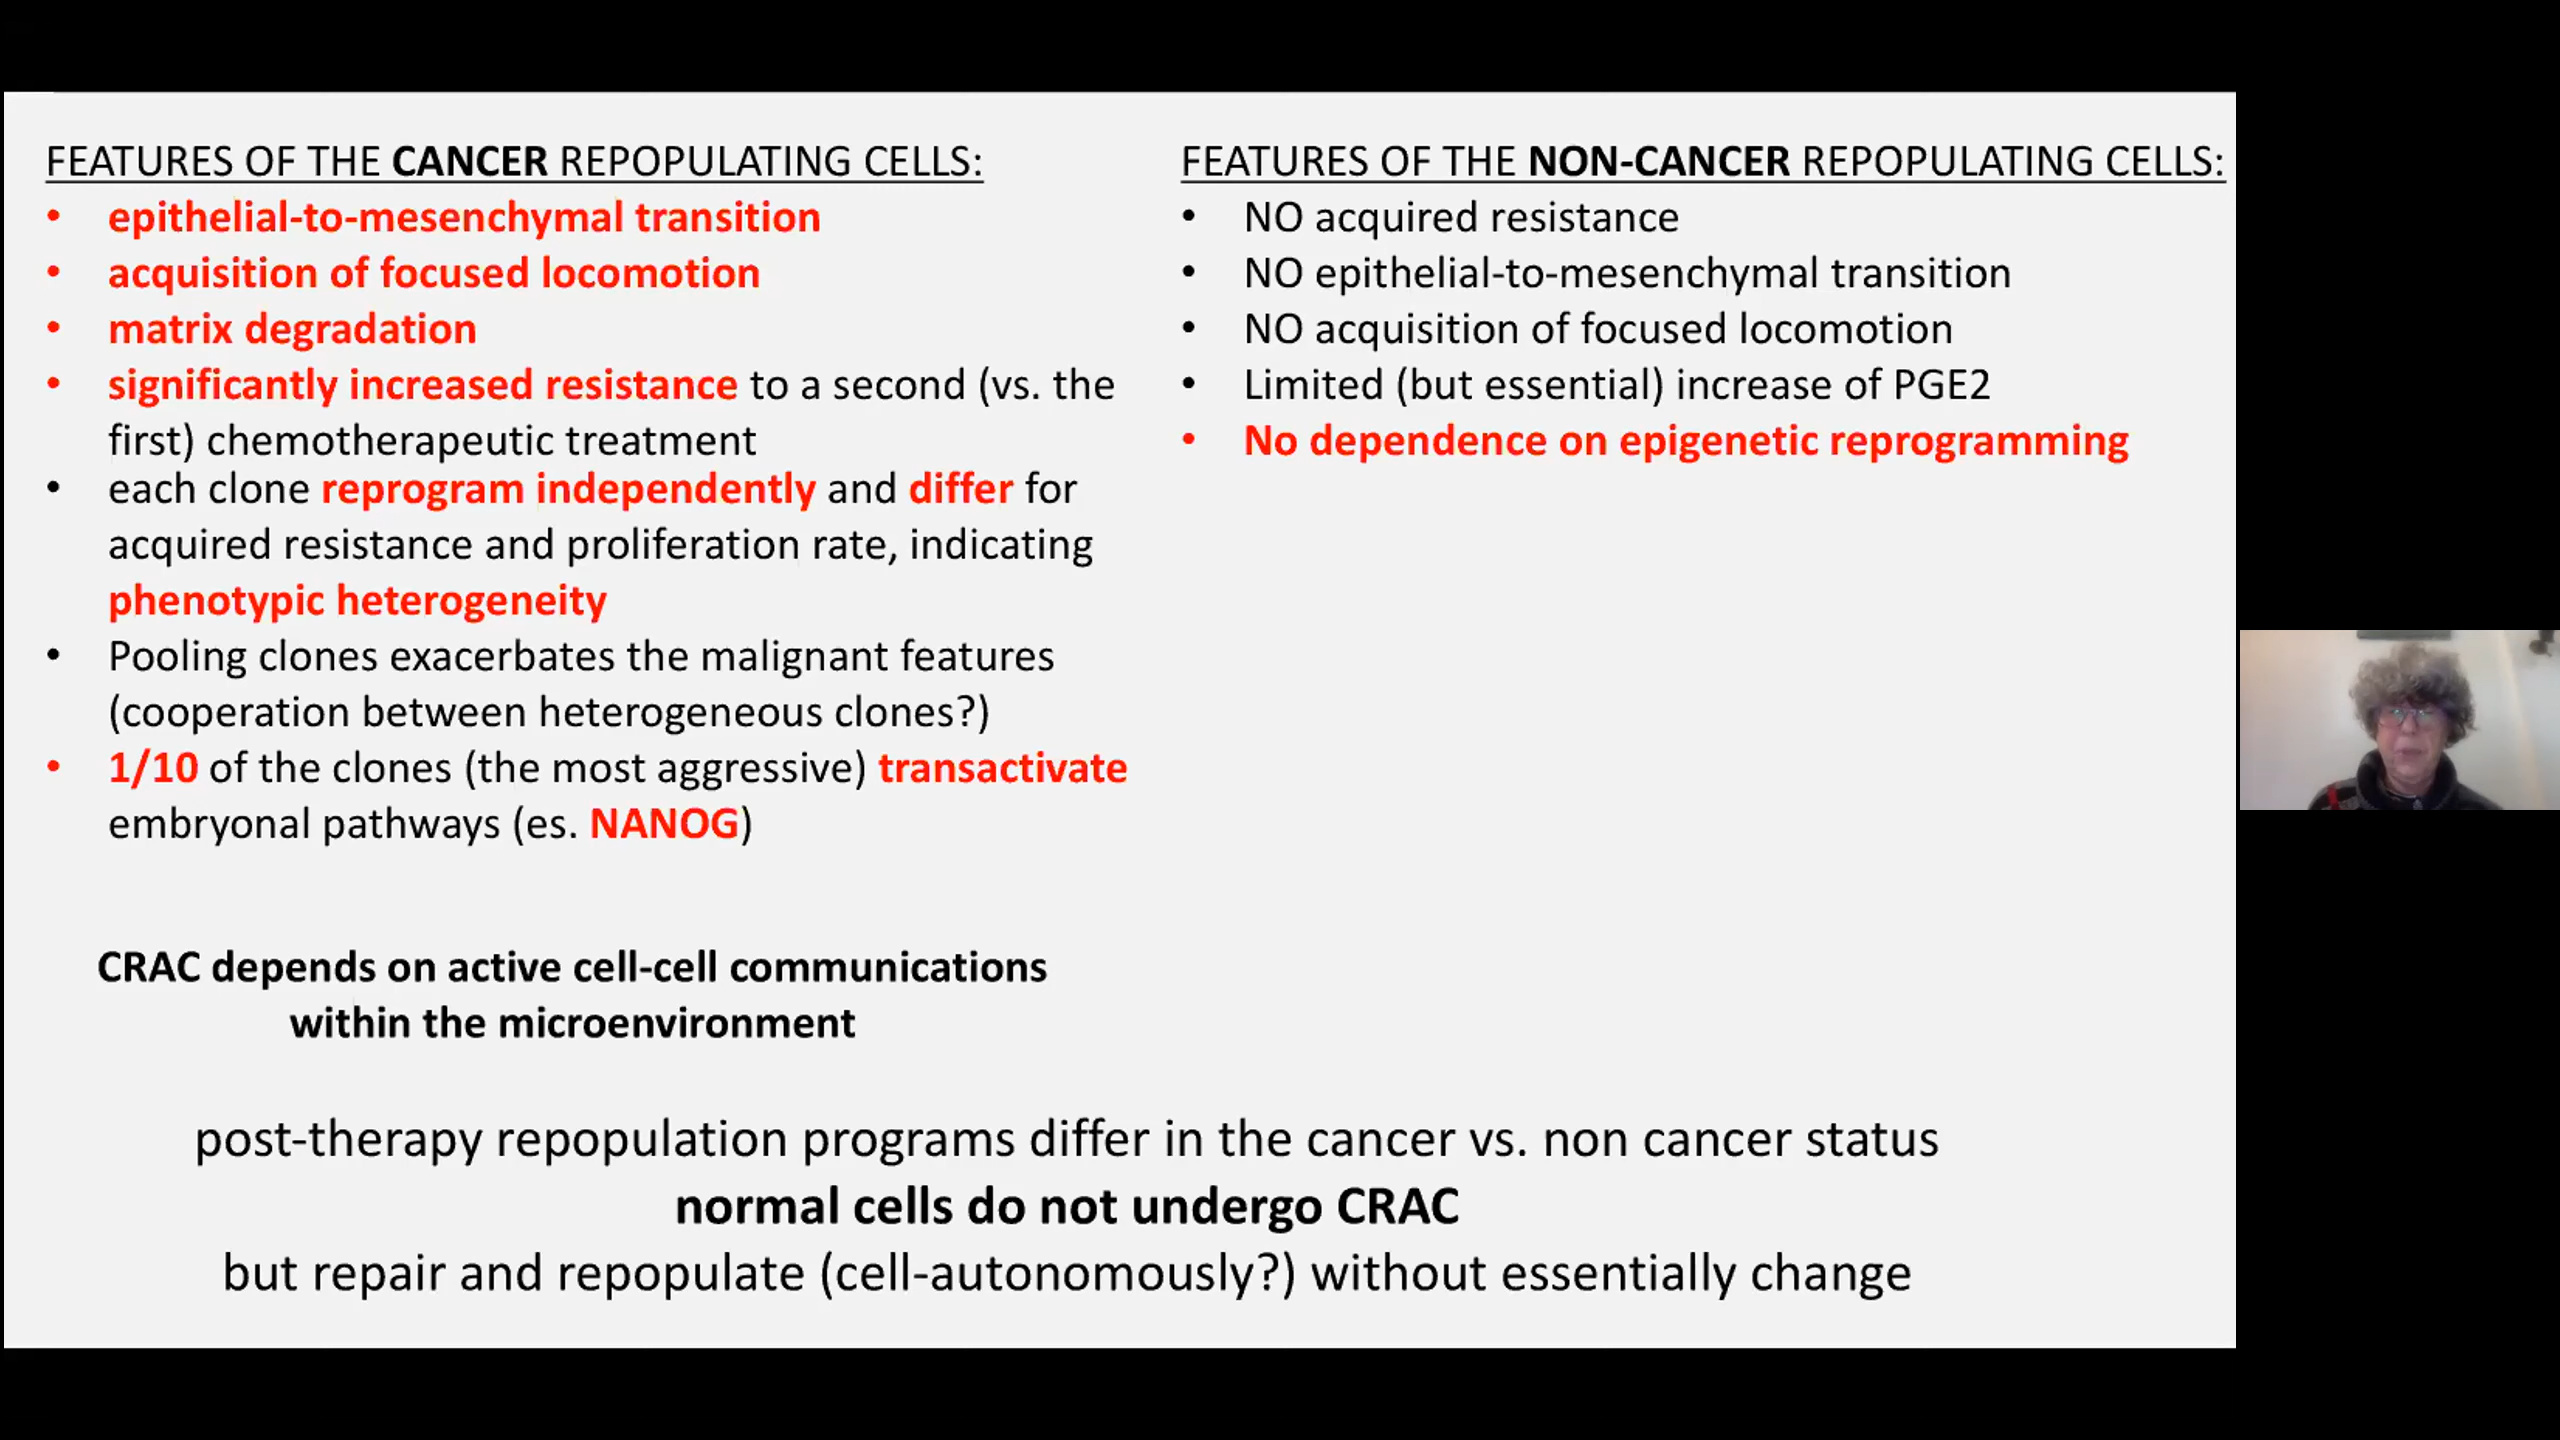 FEATURES OF THE CANCER REPOPULATING CELLS:
• epithelial-to-mesenchymal transition
• acquisition of focused locomotion
• matrix degradation
• significantly increased resistance to a second (vs. the
first) chemotherapeutic treatment
• each clone reprogram independently and differ for
acquired resistance and proliferation rate, indicating
phenotypic heterogeneity
• Pooling clones exacerbates the malignant features
(cooperation between heterogeneous clones?)
• 1/10 of the clones (the most aggressive) transactivate
embryonal pathways (es. NANOG)
CRAC depends on active cell-cell communications
within the microenvironment
FEATURES OF THE NON-CANCER REPOPULATING CELLS:
• NO acquired resistance
• NO epithelial-to-mesenchymal transition
• NO acquisition of focused locomotion
• Limited (but essential) increase of PGE2
• No dependence on epigenetic reprogramming
post-therapy repopulation programs differ in the cancer vs. non cancer status
normal cells do not undergo CRAC
but repair and repopulate (cell-autonomously?) without essentially change